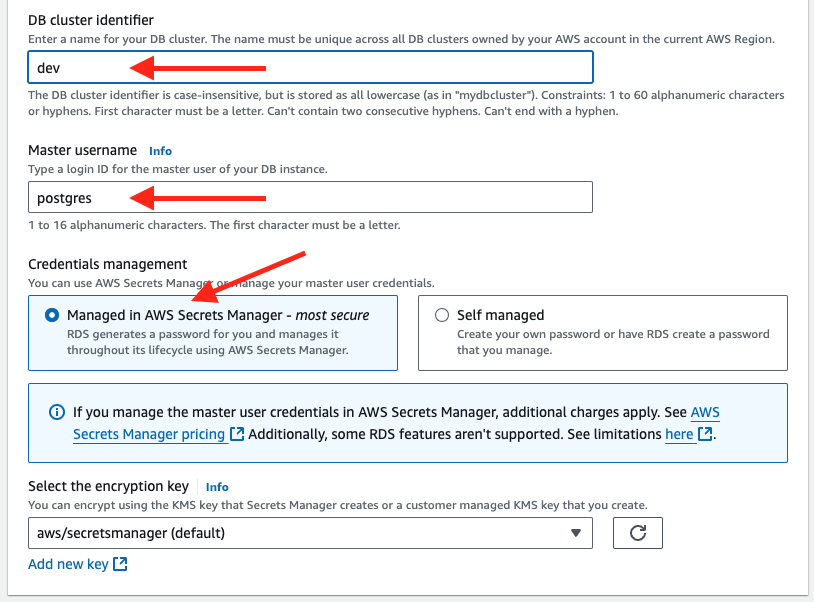 DB cluster identifier
Enter a name for your DB cluster. The name must be unique across all DB clusters owned by your AWS account in the current AWS Region.
dev
The DB cluster identifier is case-insensitive, but is stored as all lowercase (as in "mydbcluster"). Constraints: 1 to 60 alphanumeric characters
or hyphens. First character must be a letter. Can't contain two consecutive hyphens. Can't end with a hyphen.
Master username Info
Type a login ID for the master user of your DB instance.
postgres
1 to 16 alphanumeric characters. The first character must be a letter.
Credentials management
You can use AWS Secrets Manager or manage your master user credentials.
Managed in AWS Secrets Manager - most secure
RDS generates a password for you and manages it
throughout its lifecycle using AWS Secrets Manager.
Self managed
Create your own password or have RDS create a password
that you manage.
If you manage the master user credentials in AWS Secrets Manager, additional charges apply. See AWS
Secrets Manager pricing Additionally, some RDS features aren't supported. See limitations here .
Select the encryption key Info
You can encrypt using the KMS key that Secrets Manager creates or a customer managed KMS key that you create.
aws/secretsmanager (default)
Add new key